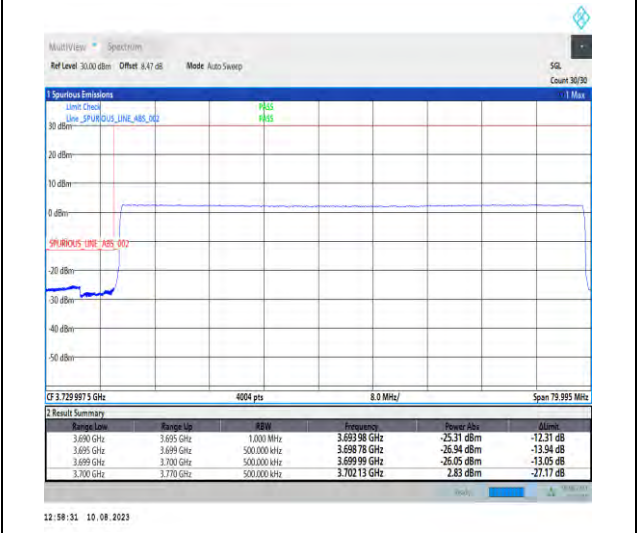 MultiView Spectrum
Ref Level 30.00 dBm Offset 8.47 dB Mode Auto Sweep SGL
Count 30/30
1 Spurious Emissions 1 Max
Limit Check PASS
Line _SPURIOUS_LINE_ABS_002 PASS
30 dBm
20 dBm
10 dBm
0 dBm
SPURIOUS_LINE_ABS_002
-20 dBm
-30 dBm
-40 dBm
-50 dBm
CF 3.729 997 5 GHz 4004 pts 8.0 MHz/ Span 79.995 MHz
2 Result Summary
Range Low Range Up RBW Frequency Power Abs ΔLimit
3.690 GHz 3.695 GHz 1.000 MHz 3.693 98 GHz -25.31 dBm -12.31 dB
3.695 GHz 3.699 GHz 500.000 kHz 3.698 78 GHz -26.94 dBm -13.94 dB
3.699 GHz 3.700 GHz 500.000 kHz 3.699 99 GHz -26.05 dBm -13.05 dB
3.700 GHz 3.770 GHz 500.000 kHz 3.702 13 GHz 2.83 dBm -27.17 dB
Ready
12:58:31 10.08.2023